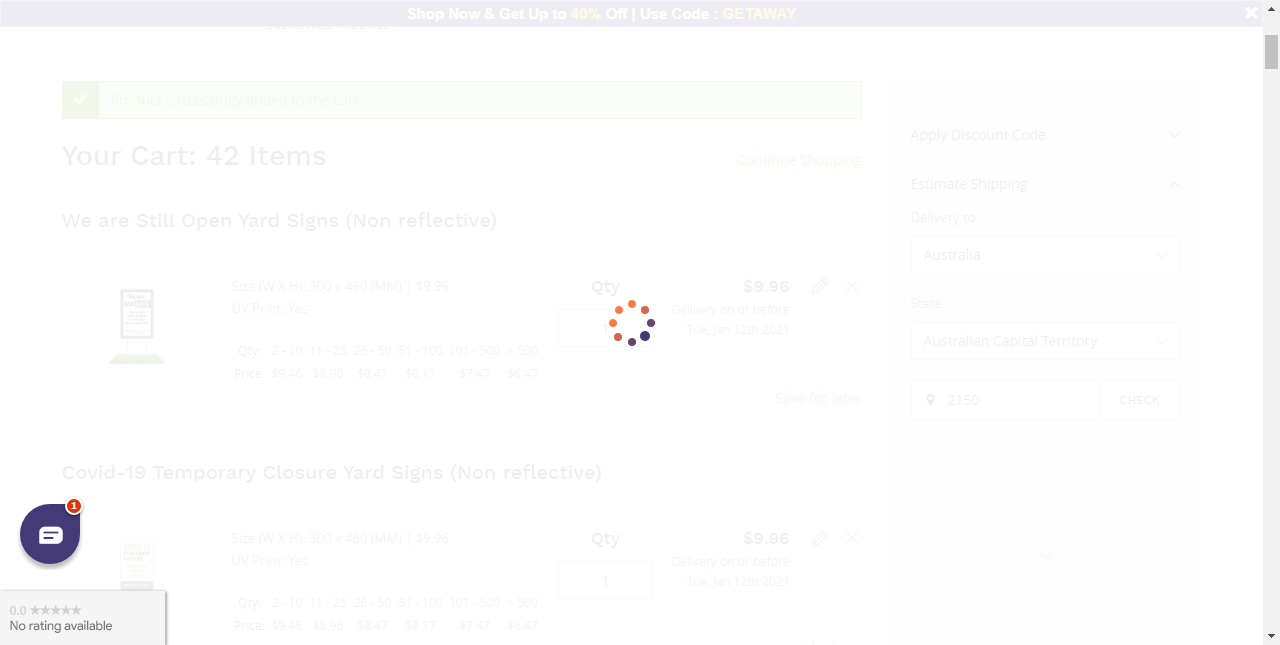 Shop Now & Get Up to 40% Off | Use Code : GETAWAY
Customize Product
Product successfully added to the cart
Your Cart: 42 Items
Continue Shopping
We are Still Open Yard Signs (Non reflective)
Size (W X H): 300 x 460 (MM) | $9.96
UV Print: Yes
Qty
1
$9.96
Delivery on or before
Tue, Jan 12th 2021
Qty: 2 - 10 11 - 25 26 - 50 51 - 100 101 - 500 > 500
Price: $9.46 $8.96 $8.47 $8.17 $7.47 $6.47
Save for later
Covid-19 Temporary Closure Yard Signs (Non reflective)
Size (W X H): 300 x 460 (MM) | $9.96
UV Print: Yes
Qty
1
$9.96
Delivery on or before
Tue, Jan 12th 2021
Qty: 2 - 10 11 - 25 26 - 50 51 - 100 101 - 500 > 500
Price: $9.46 $8.96 $8.47 $8.17 $7.47 $6.47
Apply Discount Code
Estimate Shipping
Delivery to
Australia
State
Australian Capital Territory
2150
CHECK
1
0.0
No rating available